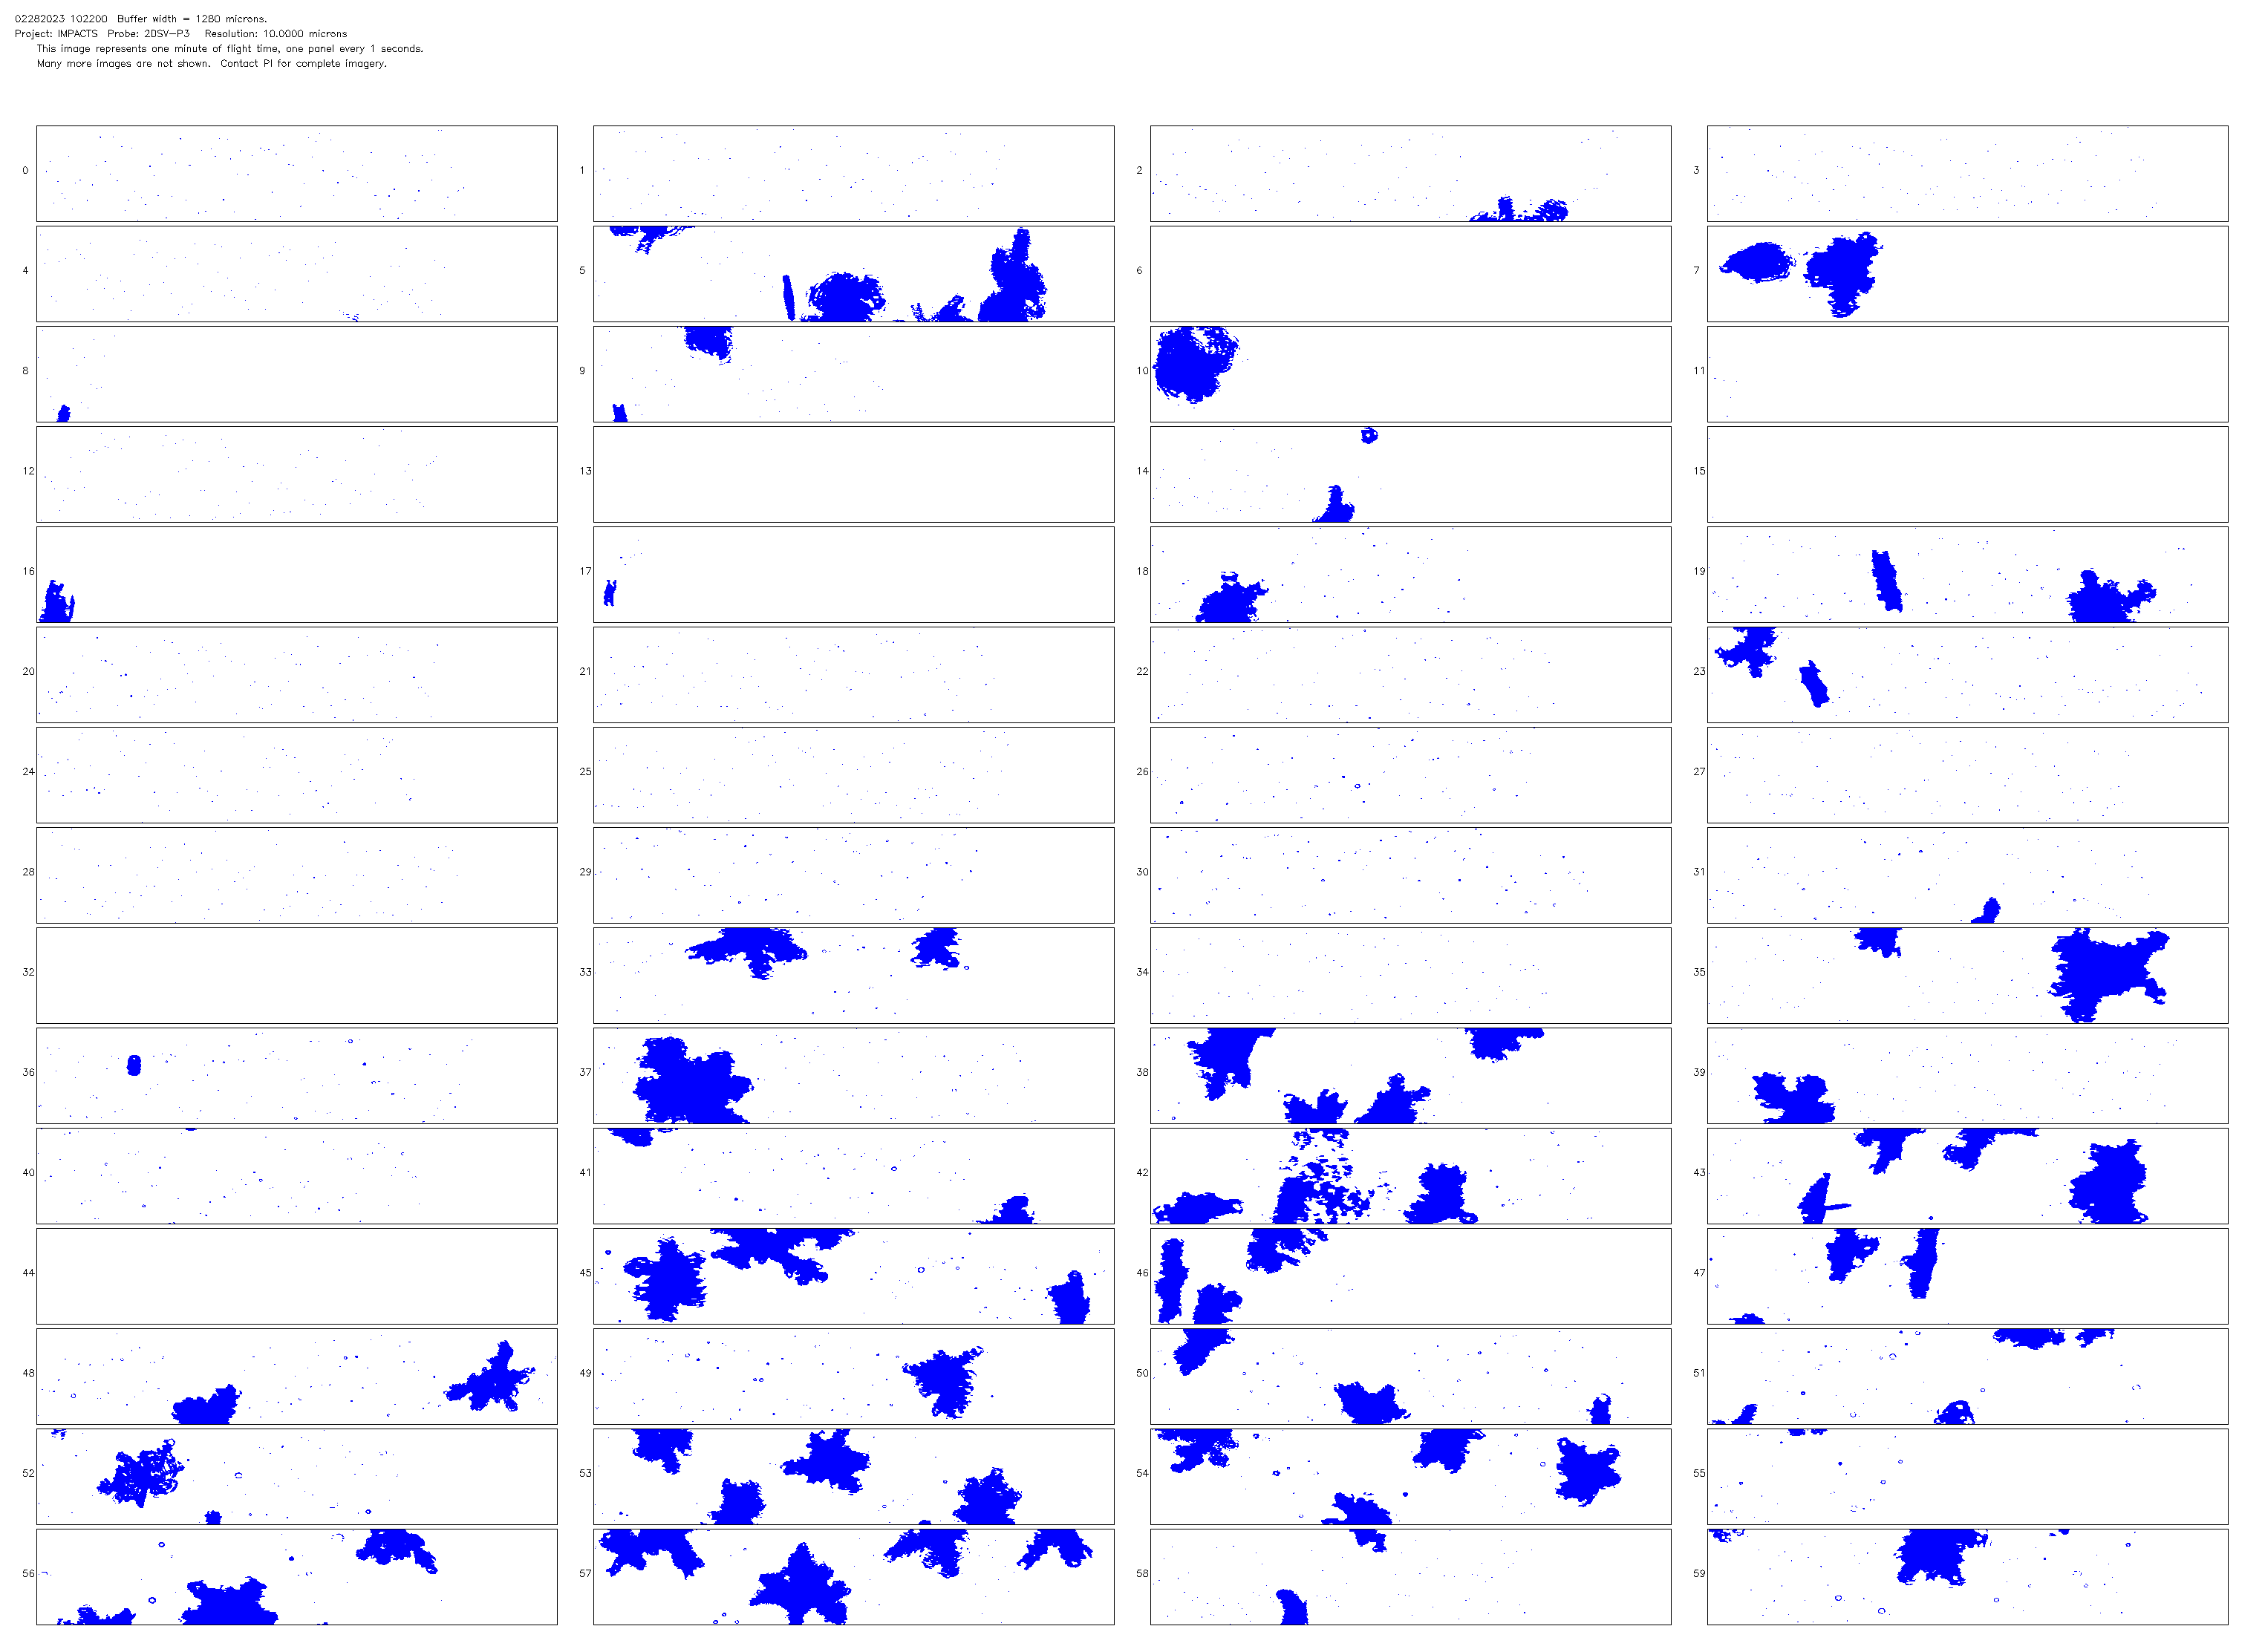 02282023 102200 Buffer width = 1280 microns.
Project: IMPACTS Probe: 2DSV-P3 Resolution: 10.0000 microns
This image represents one minute of flight time, one panel every 1 seconds.
Many more images are not shown. Contact PI for complete imagery.
0 1 2 3
4 5 6 7
8 9 10 11
12 13 14 15
16 17 18 19
20 21 22 23
24 25 26 27
28 29 30 31
32 33 34 35
36 37 38 39
40 41 42 43
44 45 46 47
48 49 50 51
52 53 54 55
56 57 58 59